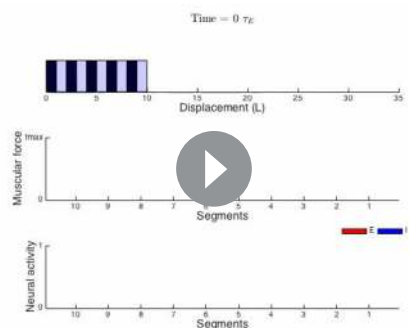 Time = 0 τE
0 5 10 15 20 25 30 35
Displacement (L)
Muscular force
fmax
0
10 9 8 7 6 5 4 3 2 1
Segments
E I
Neural activity
1
0
10 9 8 7 6 5 4 3 2 1
Segments